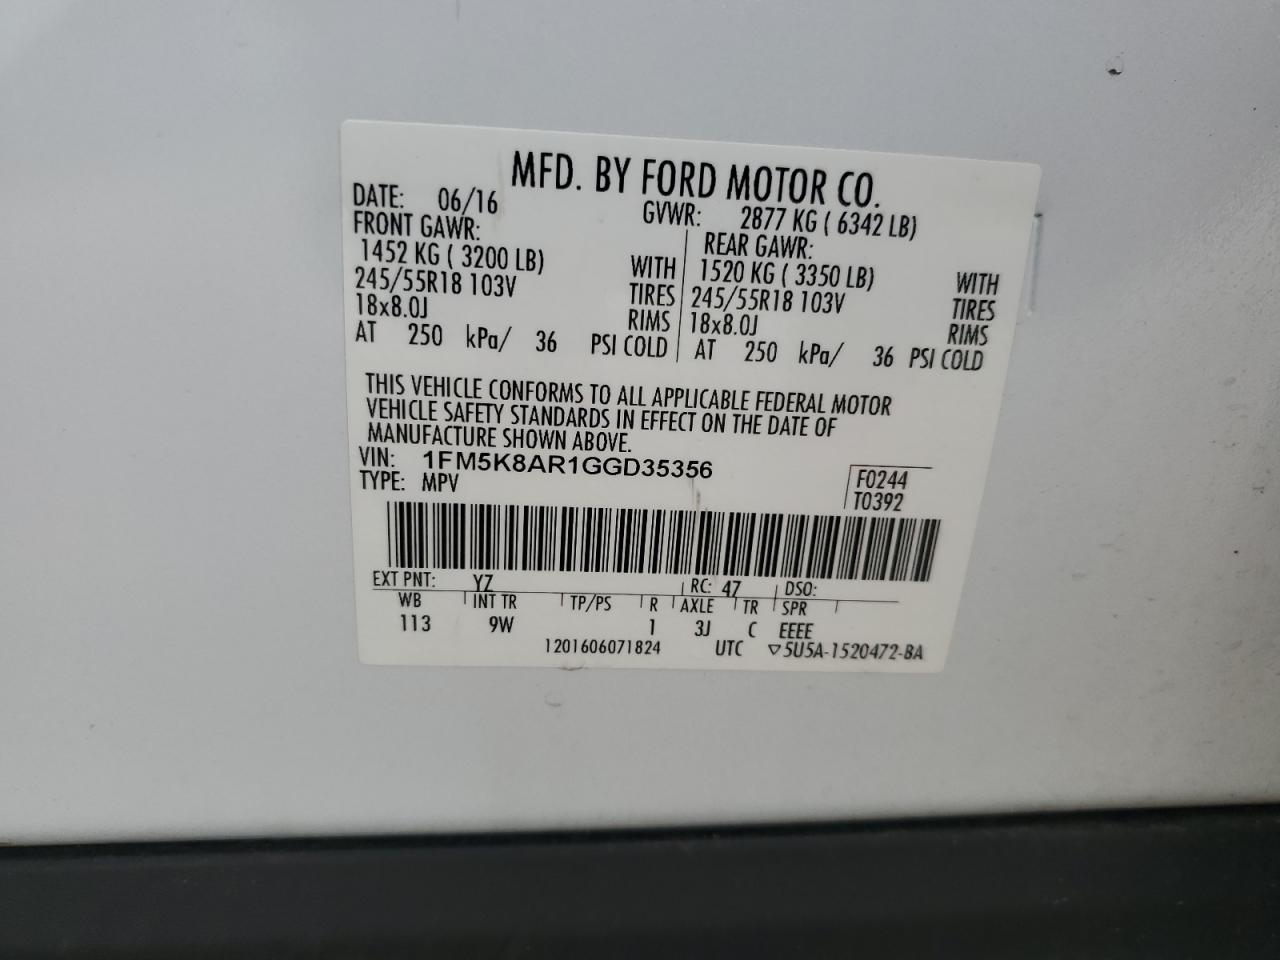 MFD. BY FORD MOTOR CO.
DATE: 06/16 GVWR: 2877 KG ( 6342 LB)
FRONT GAWR: REAR GAWR:
1452 KG ( 3200 LB) WITH 1520 KG ( 3350 LB) WITH
245/55R18 103V TIRES 245/55R18 103V TIRES
18x8.0J RIMS 18x8.0J RIMS
AT 250 kPa/ 36 PSI COLD AT 250 kPa/ 36 PSI COLD
THIS VEHICLE CONFORMS TO ALL APPLICABLE FEDERAL MOTOR
VEHICLE SAFETY STANDARDS IN EFFECT ON THE DATE OF
MANUFACTURE SHOWN ABOVE.
VIN: 1FM5K8AR1GGD35356 F0244
TYPE: MPV T0392
EXT PNT: YZ RC: 47 DSO:
WB INT TR TP/PS R AXLE TR SPR
113 9W 1 3J C EEEE
1201606071824 UTC ▽5U5A-1520472-BA